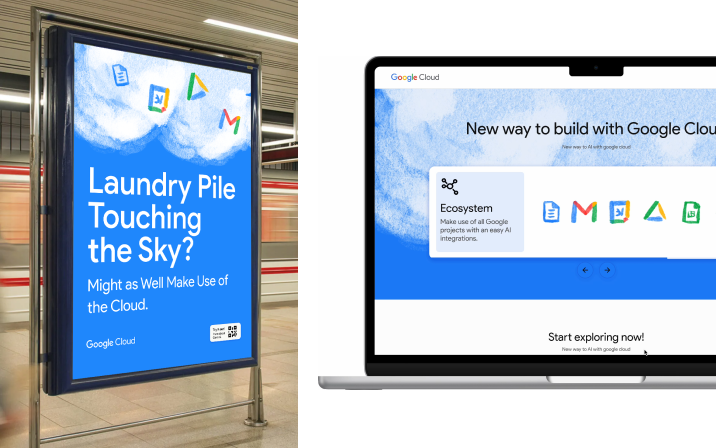 Laundry Pile
Touching
the Sky?
Might as Well Make Use of
the Cloud.
Google Cloud
Google Cloud
New way to build with Google Clou
New way to AI with google cloud
Ecosystem
Make use of all Google
projects with an easy AI
integrations.
Start exploring now!
New way to AI with google cloud